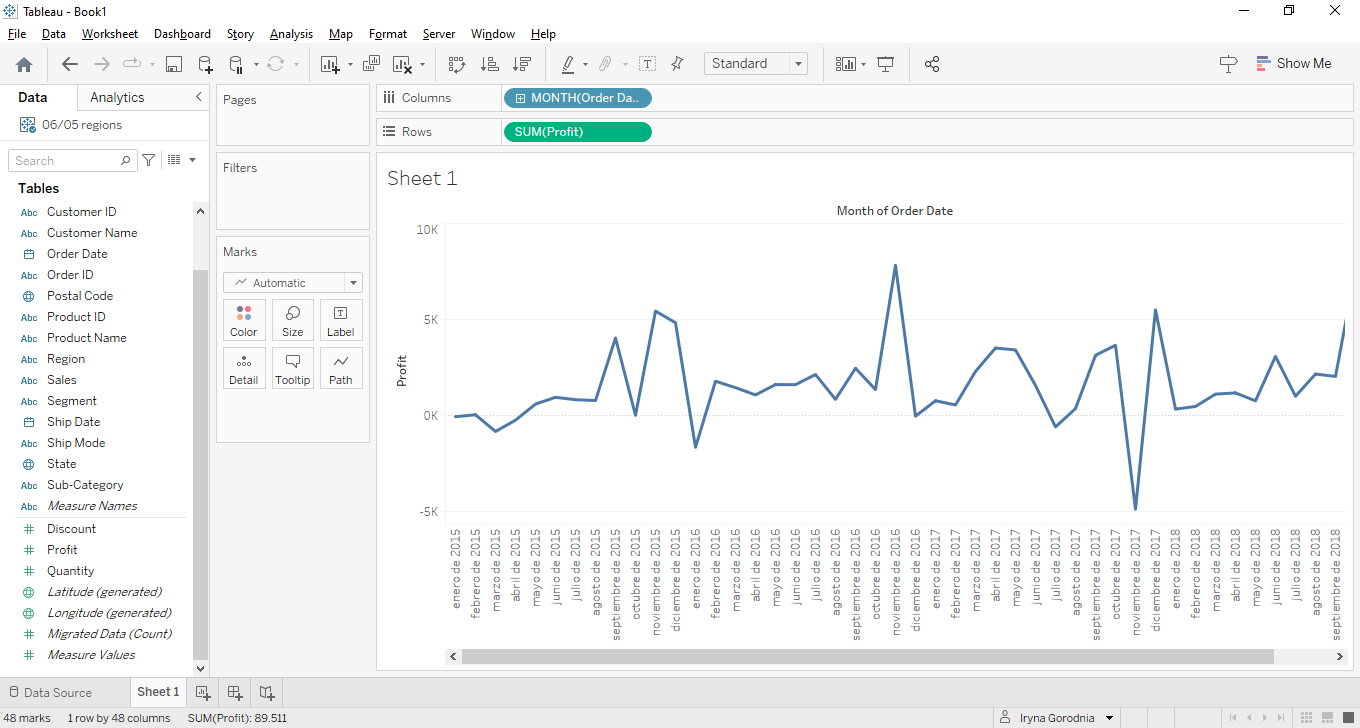 Tableau - Book1
File Data Worksheet Dashboard Story Analysis Map Format Server Window Help
Standard
Show Me
Data Analytics
06/05 regions
Search
Tables
Abc Customer ID
Abc Customer Name
Order Date
Abc Order ID
Postal Code
Abc Product ID
Abc Product Name
Abc Region
Abc Sales
Abc Segment
Ship Date
Abc Ship Mode
State
Abc Sub-Category
Abc Measure Names
# Discount
# Profit
# Quantity
Latitude (generated)
Longitude (generated)
# Migrated Data (Count)
# Measure Values
Pages
Filters
Marks
Automatic
Color Size Label
Detail Tooltip Path
Columns MONTH(Order Da..
Rows SUM(Profit)
Sheet 1
Month of Order Date
10K
5K
0K
-5K
Profit
enero de 2015
febrero de 2015
marzo de 2015
abril de 2015
mayo de 2015
junio de 2015
julio de 2015
agosto de 2015
septiembre de 2015
octubre de 2015
noviembre de 2015
diciembre de 2015
enero de 2016
febrero de 2016
marzo de 2016
abril de 2016
mayo de 2016
junio de 2016
julio de 2016
agosto de 2016
septiembre de 2016
octubre de 2016
noviembre de 2016
diciembre de 2016
enero de 2017
febrero de 2017
marzo de 2017
abril de 2017
mayo de 2017
junio de 2017
julio de 2017
agosto de 2017
septiembre de 2017
octubre de 2017
noviembre de 2017
diciembre de 2017
enero de 2018
febrero de 2018
marzo de 2018
abril de 2018
mayo de 2018
junio de 2018
julio de 2018
agosto de 2018
septiembre de 2018
Data Source Sheet 1
48 marks 1 row by 48 columns SUM(Profit): 89.511
Iryna Gorodnia